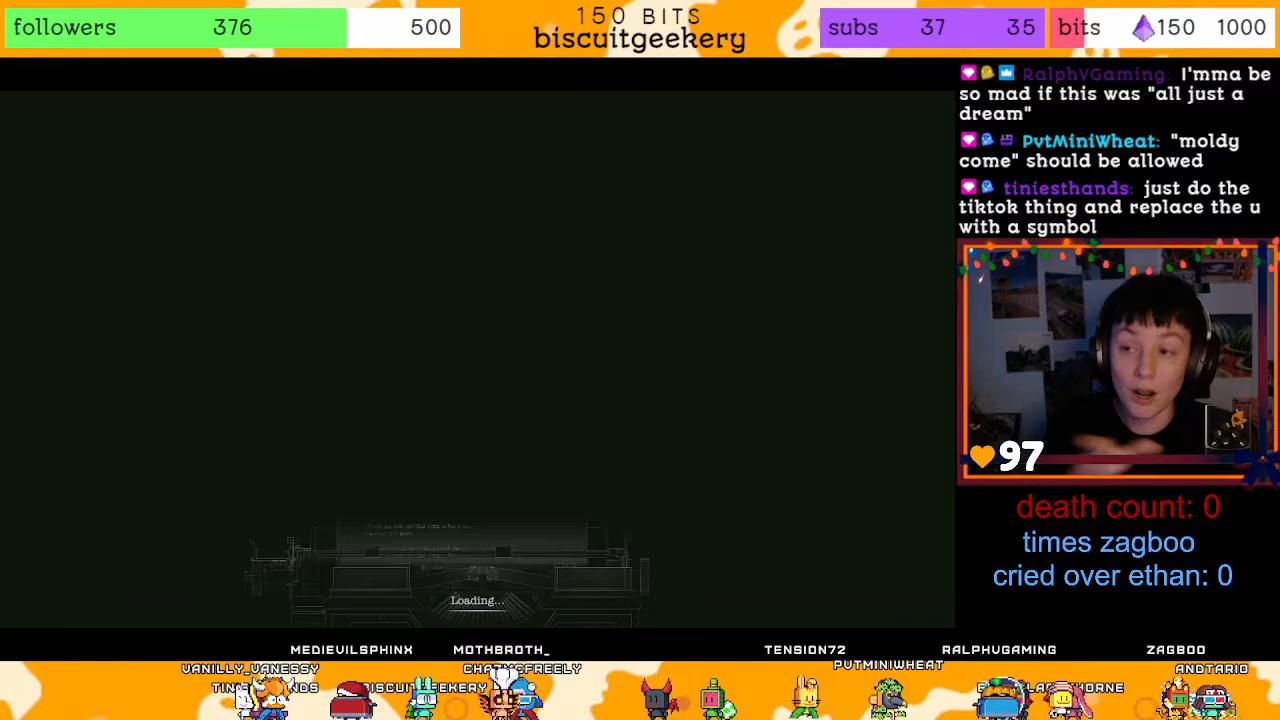 followers 376 500
150 BITS
biscuitgeekery
subs 37 35
bits 150 1000
RalphVGaming: I'mma be
so mad if this was "all just a
dream"
PvtMiniWheat: "moldy
come" should be allowed
tiniesthands: just do the
tiktok thing and replace the u
with a symbol
97
death count: 0
times zagboo
cried over ethan: 0
Loading...
MEDIEVILSPHINX
MOTHBROTH_
TENSION72
RALPHVGAMING
ZAGBOO
VANILLY_VANESSY
PVTMINIWHEAT
ANDTARIO